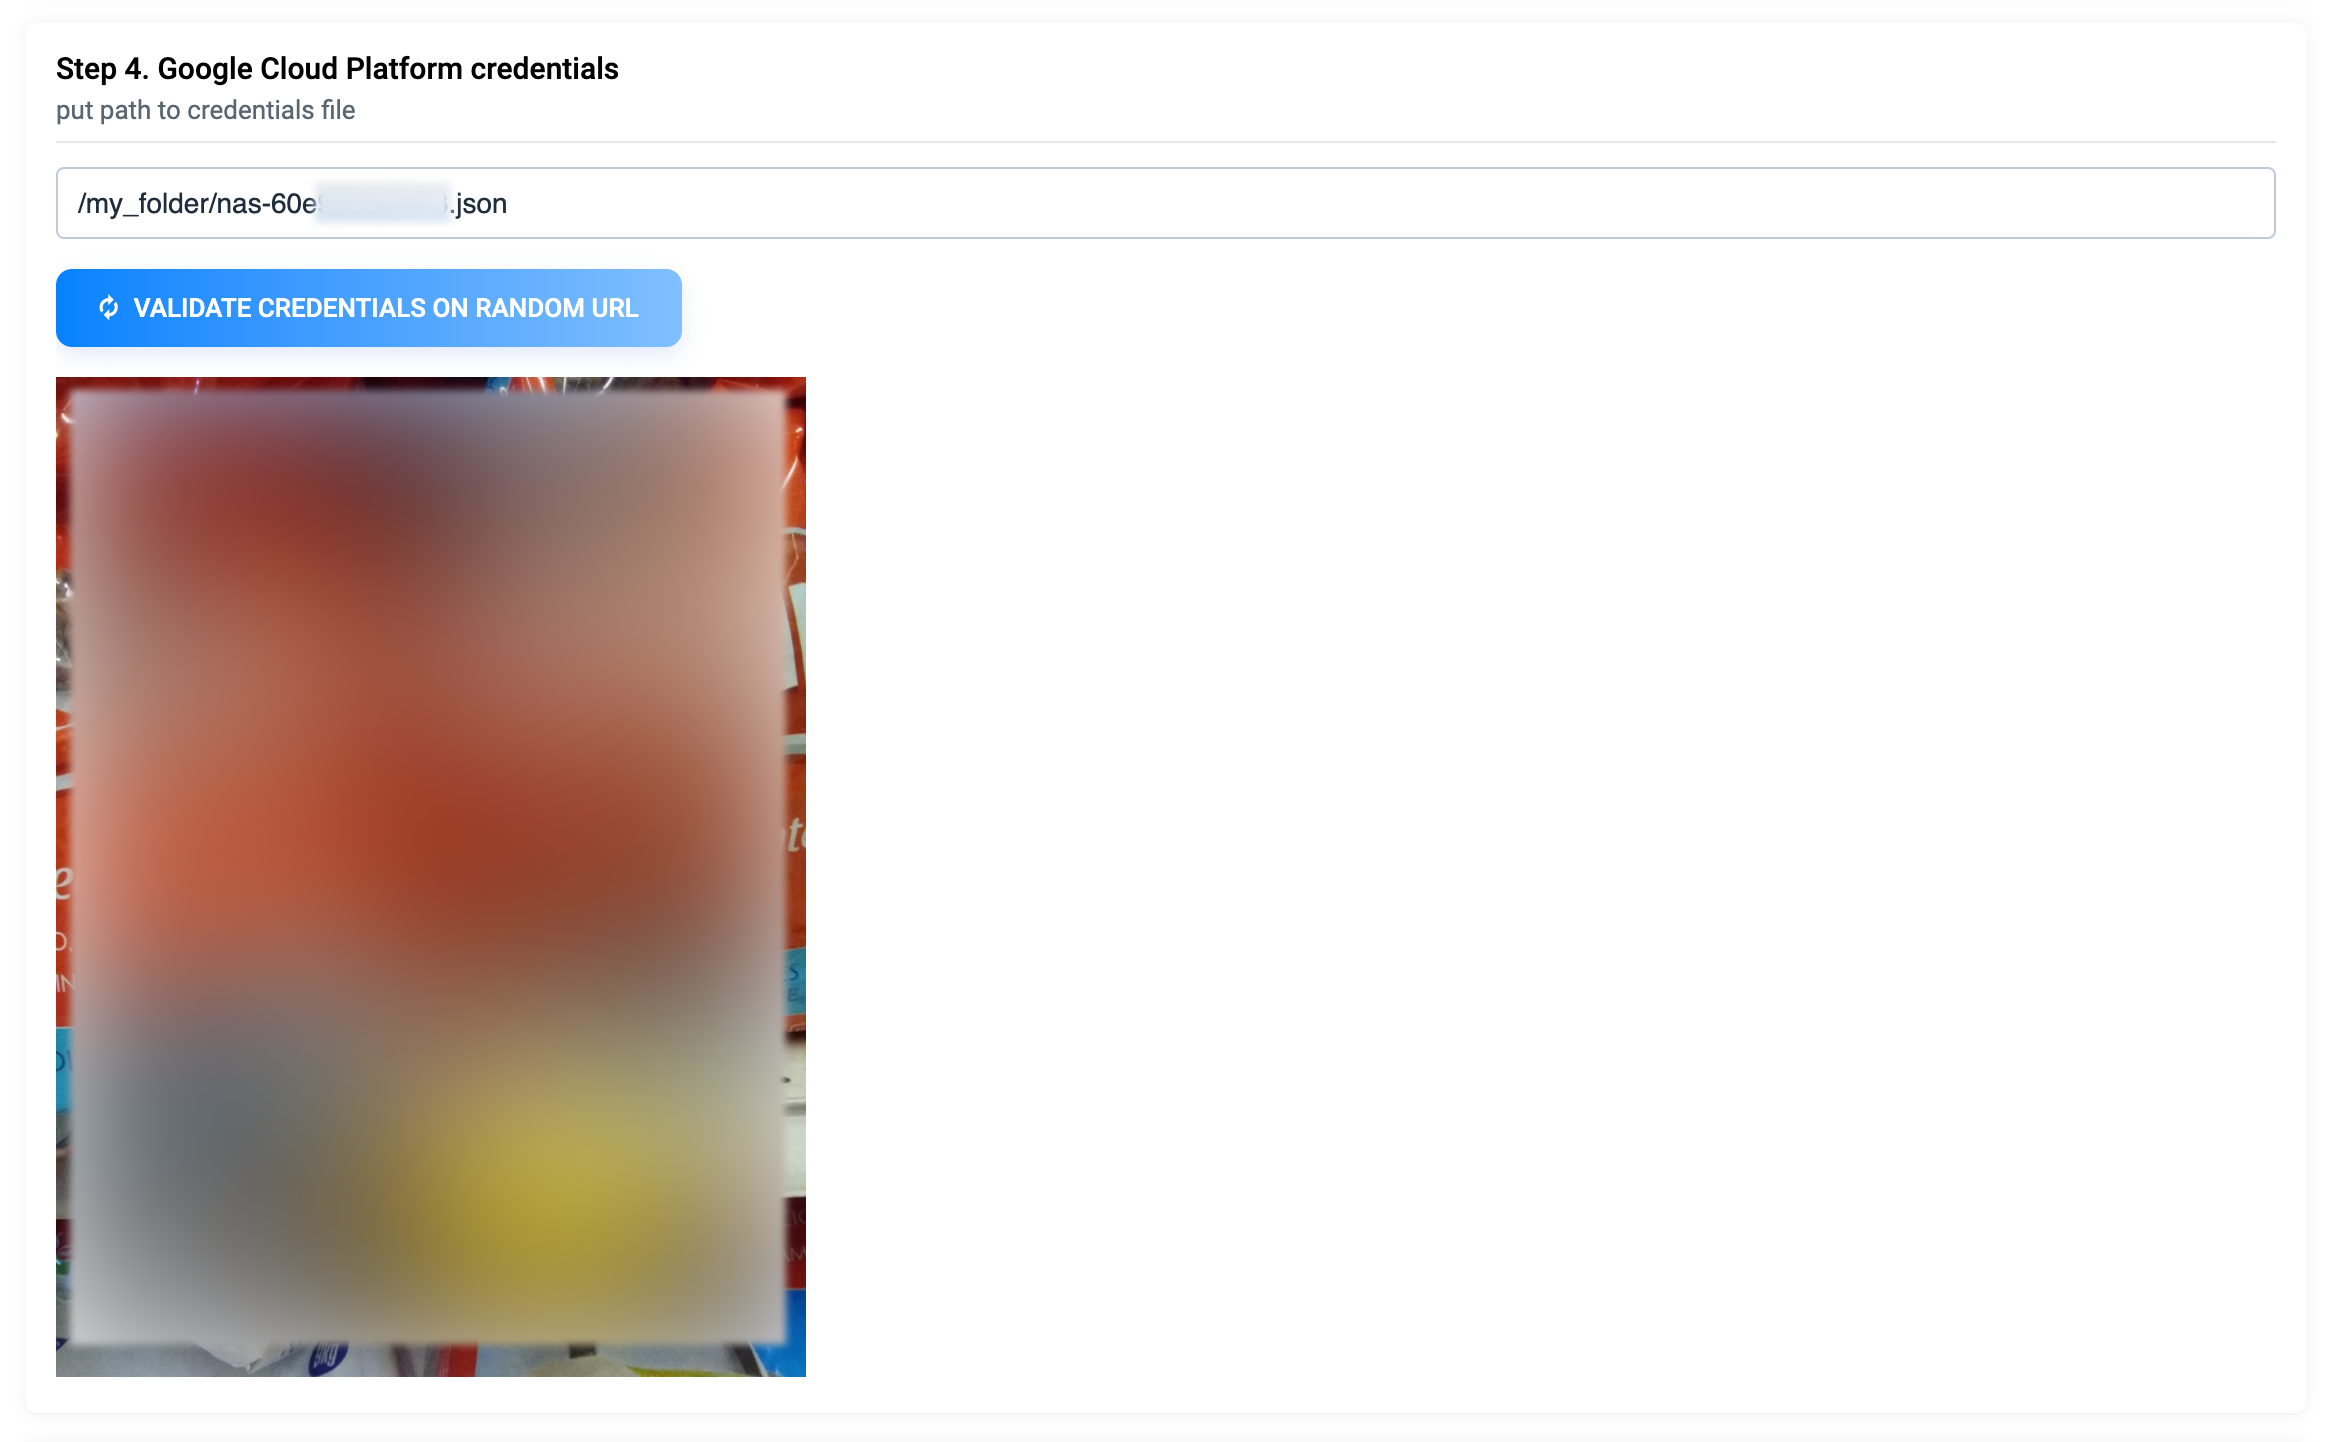 Step 4. Google Cloud Platform credentials
put path to credentials file
/my_folder/nas-60e .json
VALIDATE CREDENTIALS ON RANDOM URL